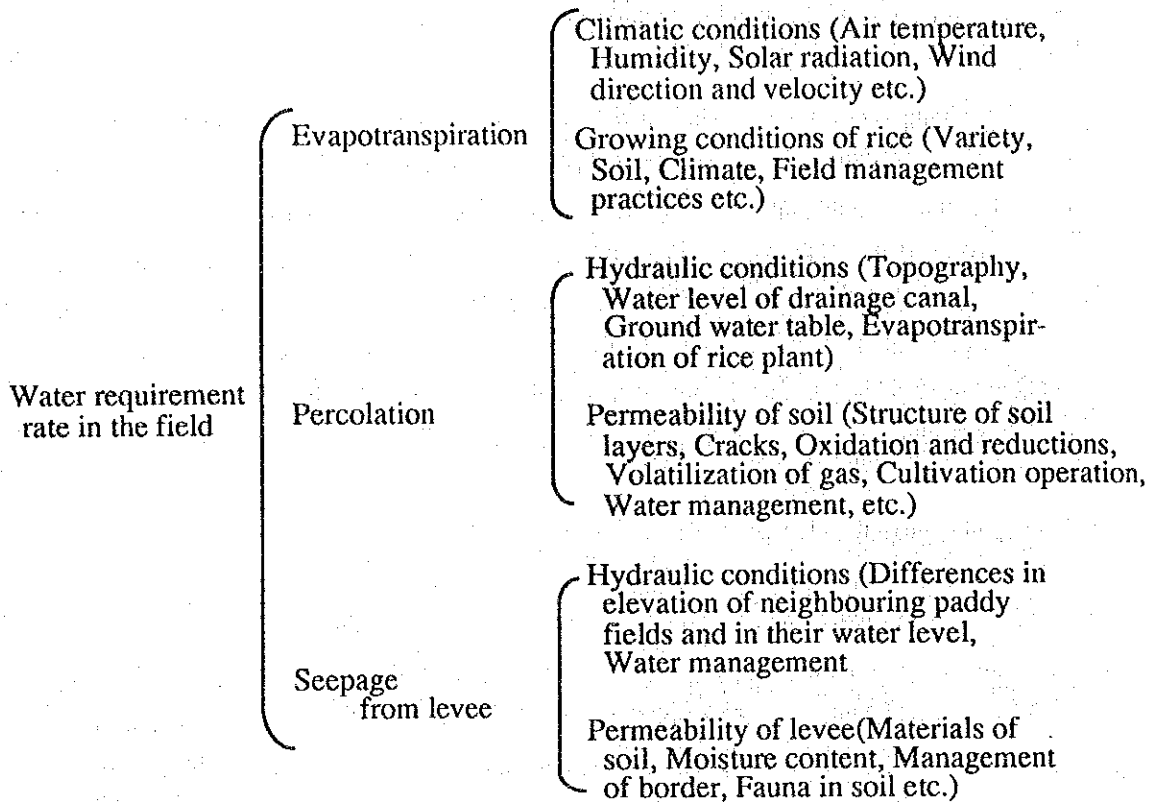 Water requirement
rate in the field
Evapotranspiration
Climatic conditions (Air temperature,
Humidity, Solar radiation, Wind
direction and velocity etc.)
Growing conditions of rice (Variety,
Soil, Climate, Field management
practices etc.)
Percolation
Hydraulic conditions (Topography,
Water level of drainage canal,
Ground water table, Evapotranspir-
ation of rice plant)
Permeability of soil (Structure of soil
layers, Cracks, Oxidation and reductions,
Volatilization of gas, Cultivation operation,
Water management, etc.)
Seepage
from levee
Hydraulic conditions (Differences in
elevation of neighbouring paddy
fields and in their water level,
Water management
Permeability of levee(Materials of
soil, Moisture content, Management
of border, Fauna in soil etc.)